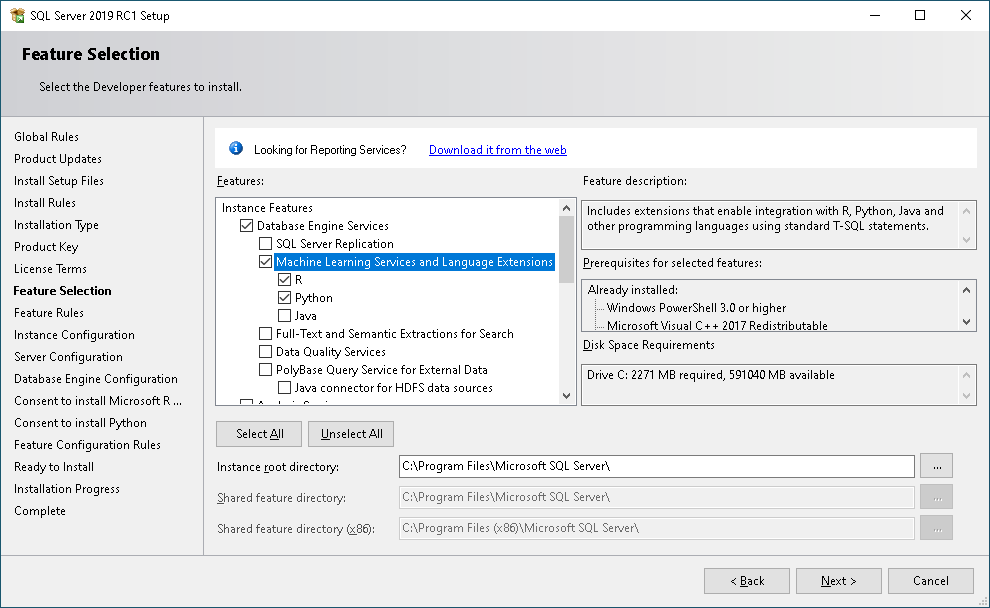 SQL Server 2019 RC1 Setup
Feature Selection
Select the Developer features to install.
Global Rules
Product Updates
Install Setup Files
Install Rules
Installation Type
Product Key
License Terms
Feature Selection
Feature Rules
Instance Configuration
Server Configuration
Database Engine Configuration
Consent to install Microsoft R ...
Consent to install Python
Feature Configuration Rules
Ready to Install
Installation Progress
Complete
Looking for Reporting Services? Download it from the web
Features:
Instance Features
Database Engine Services
SQL Server Replication
Machine Learning Services and Language Extensions
R
Python
Java
Full-Text and Semantic Extractions for Search
Data Quality Services
PolyBase Query Service for External Data
Java connector for HDFS data sources
Feature description:
Includes extensions that enable integration with R, Python, Java and
other programming languages using standard T-SQL statements.
Prerequisites for selected features:
Already installed:
Windows PowerShell 3.0 or higher
Microsoft Visual C++ 2017 Redistributable
Disk Space Requirements
Drive C: 2271 MB required, 591040 MB available
Select All
Unselect All
Instance root directory: C:\Program Files\Microsoft SQL Server\ ...
Shared feature directory: C:\Program Files\Microsoft SQL Server\ ...
Shared feature directory (x86): C:\Program Files (x86)\Microsoft SQL Server\ ...
< Back
Next >
Cancel